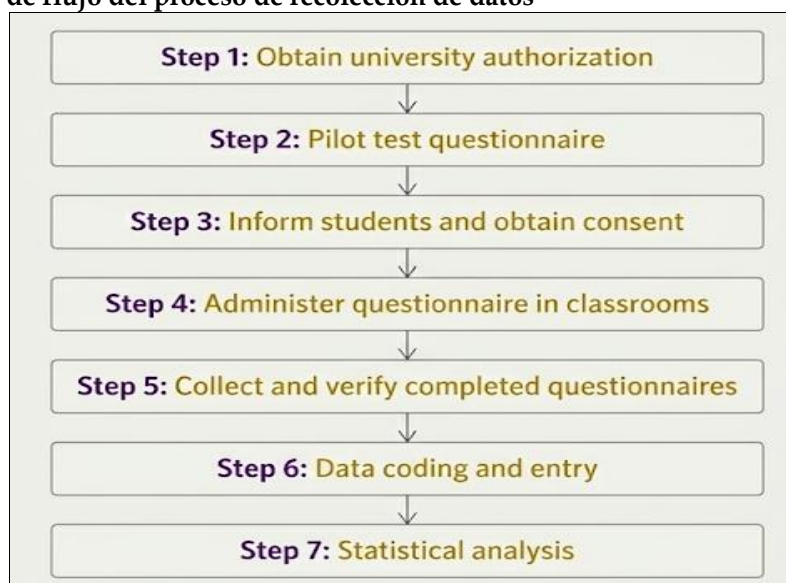 de flujo del proceso de recolección de datos
Step 1: Obtain university authorization
Step 2: Pilot test questionnaire
Step 3: Inform students and obtain consent
Step 4: Administer questionnaire in classrooms
Step 5: Collect and verify completed questionnaires
Step 6: Data coding and entry
Step 7: Statistical analysis